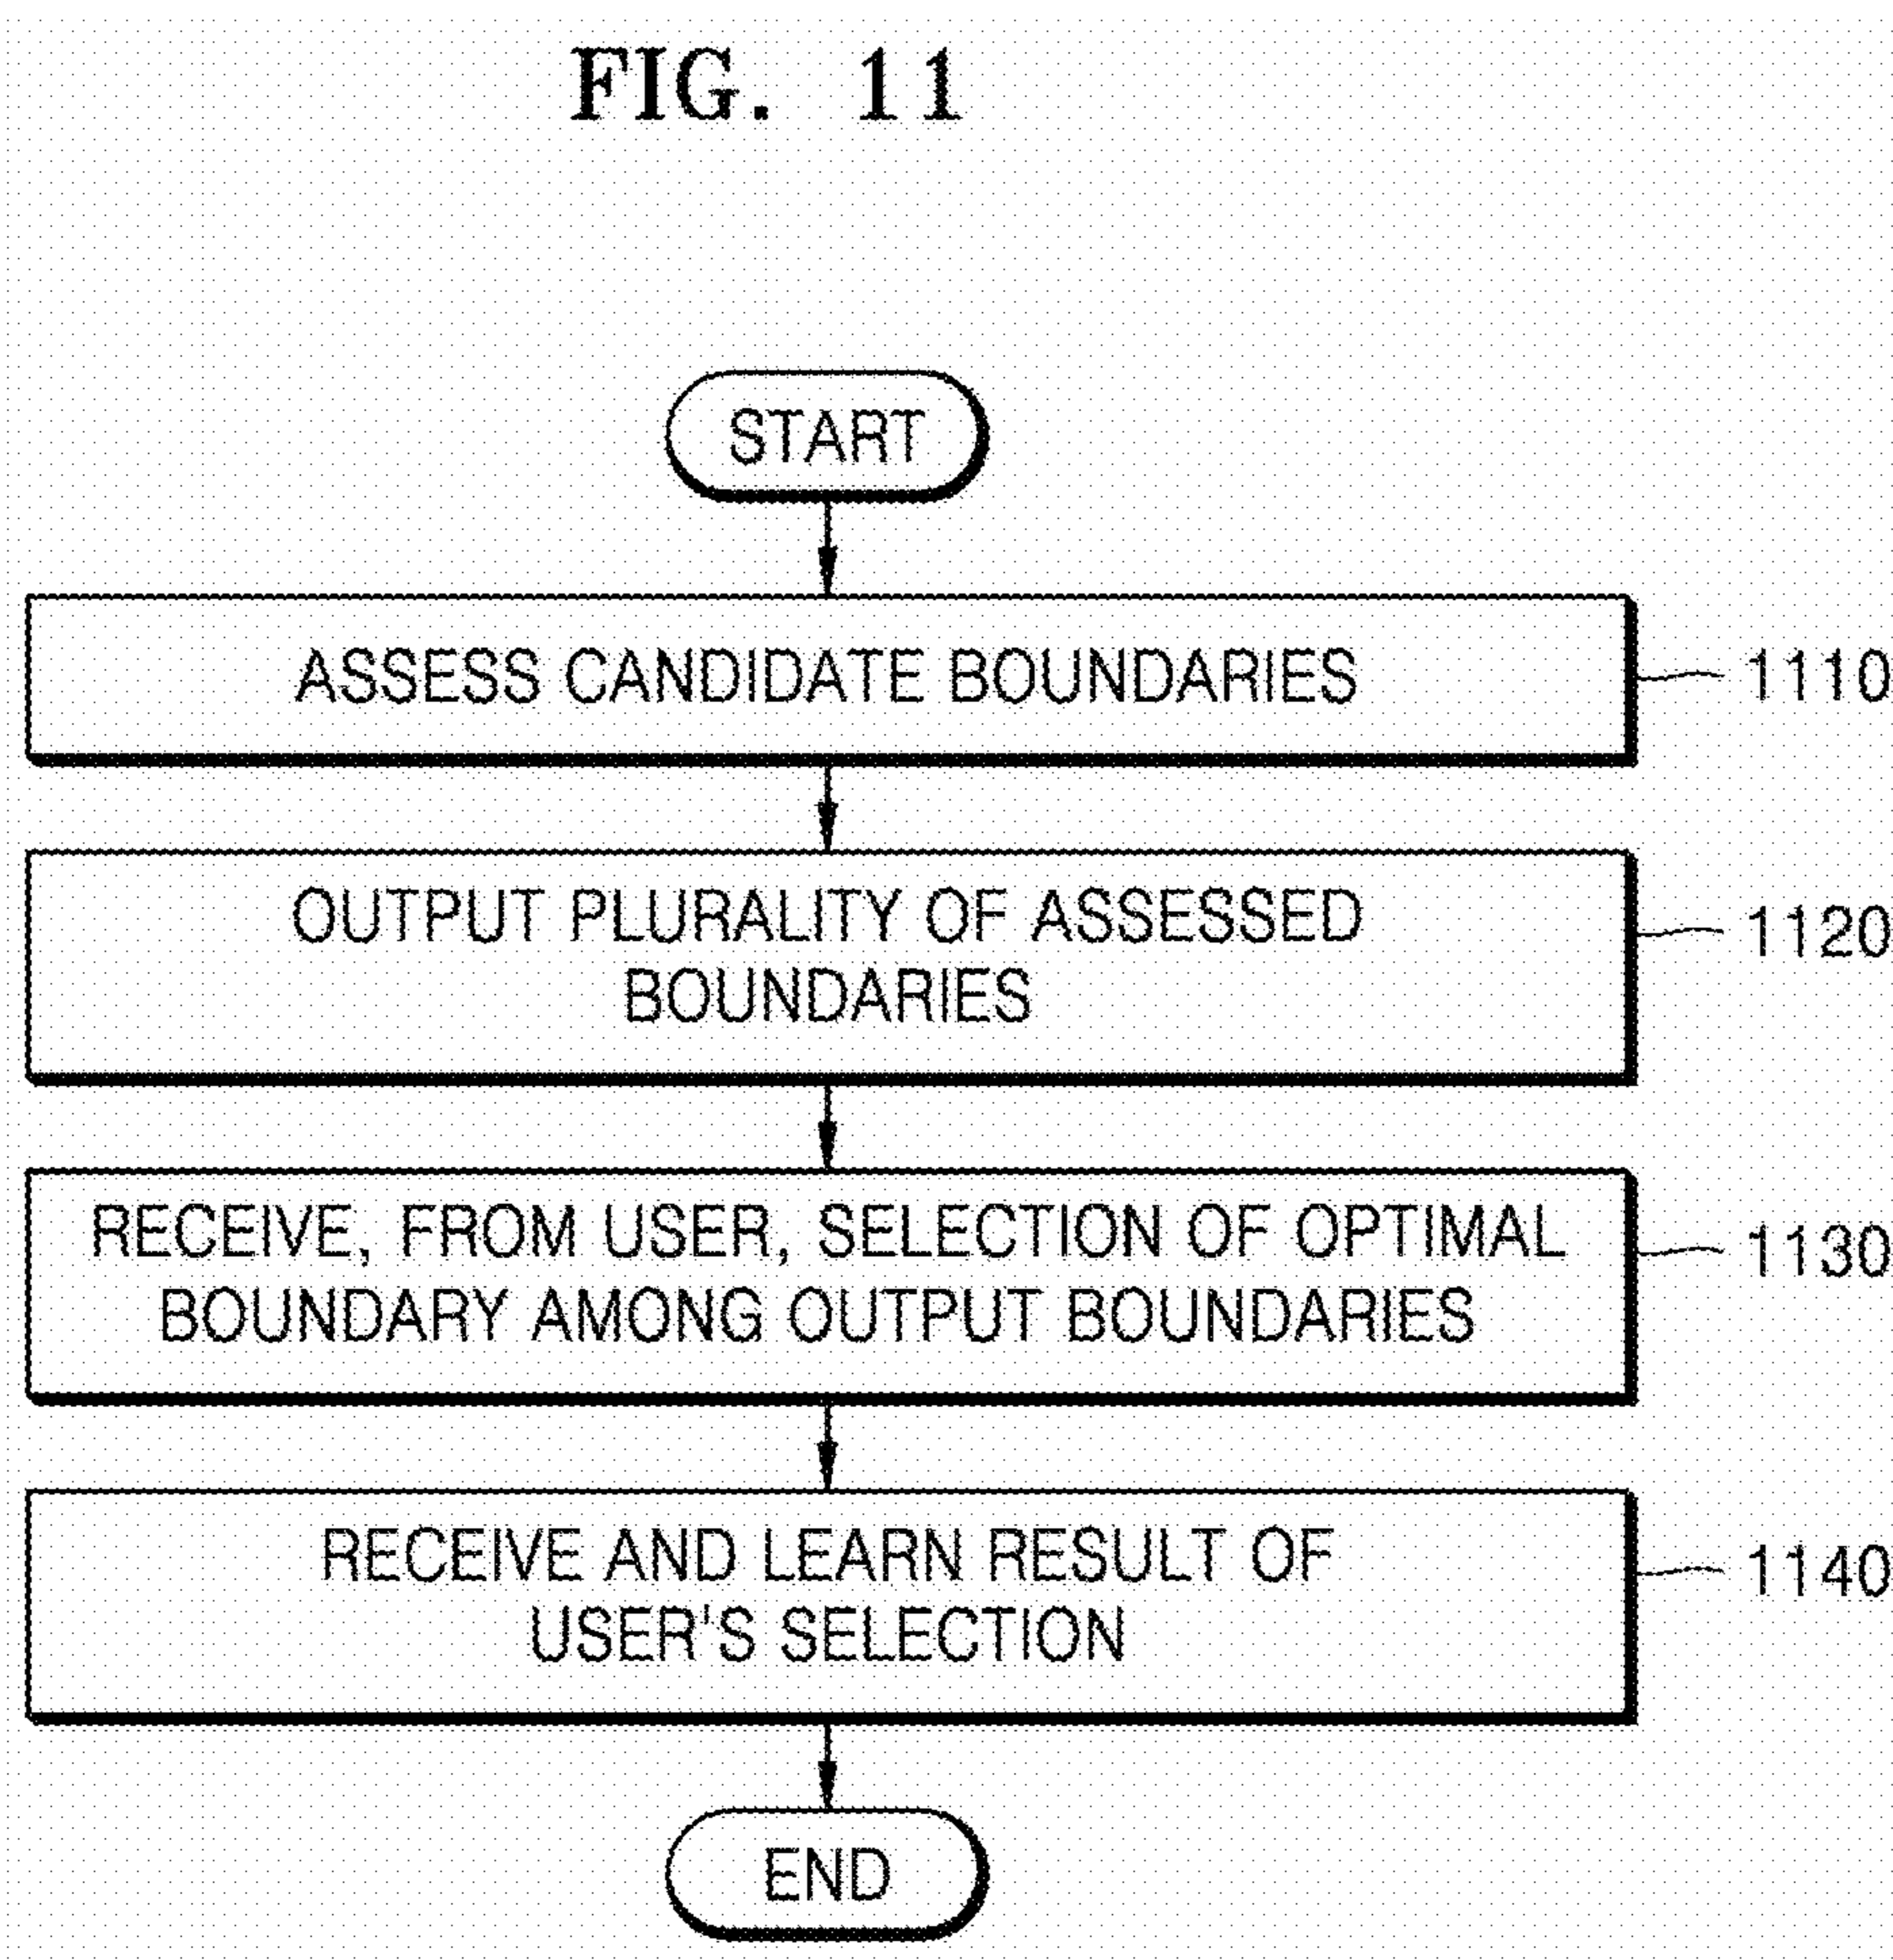 FIG. 11
START
ASSESS CANDIDATE BOUNDARIES
1110
OUTPUT PLURALITY OF ASSESSED
BOUNDARIES
1120
RECEIVE, FROM USER, SELECTION OF OPTIMAL
BOUNDARY AMONG OUTPUT BOUNDARIES
1130
RECEIVE AND LEARN RESULT OF
USER'S SELECTION
1140
END